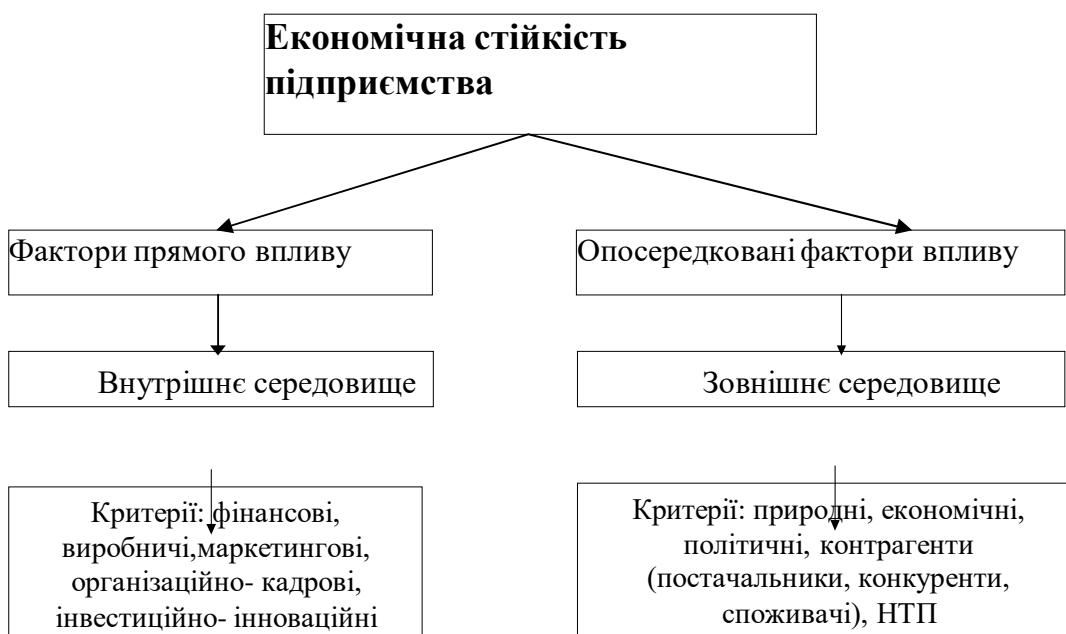 Економічна стійкість
підприємства
Фактори прямого впливу
Опосередковані фактори впливу
Внутрішнє середовище
Зовнішнє середовище
Критерії: фінансові,
виробничі,маркетингові,
організаційно- кадрові,
інвестиційно- інноваційні
Критерії: природні, економічні,
політичні, контрагенти
(постачальники, конкуренти,
споживачі), НТП